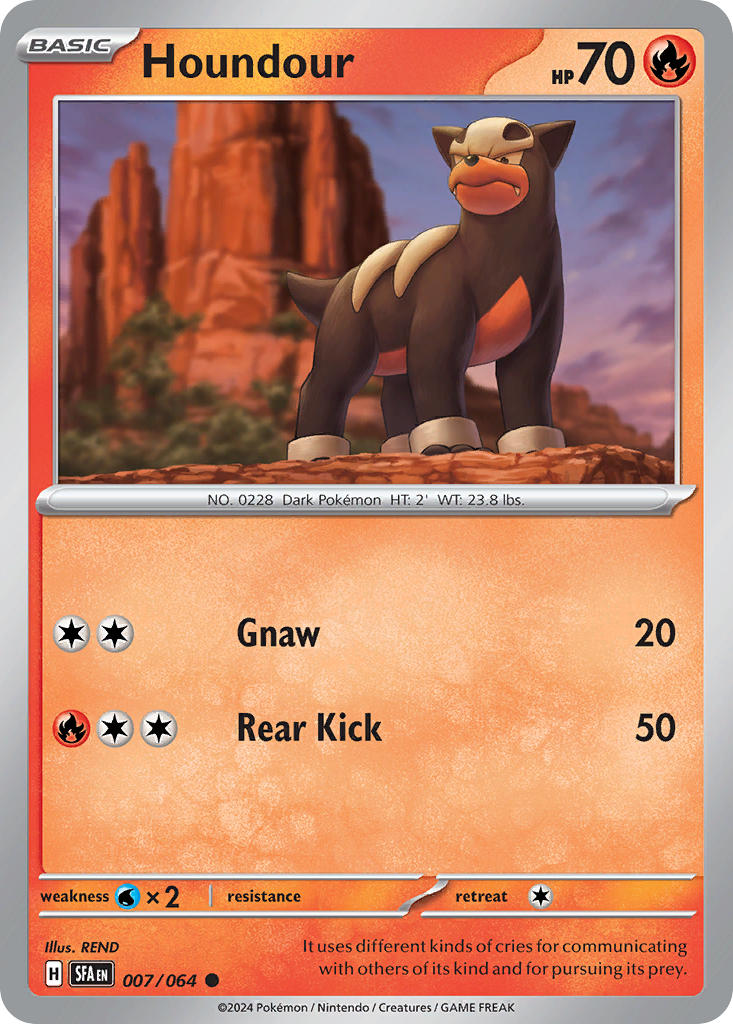 BASIC
Houndour
HP 70
NO. 0228 Dark Pokémon HT: 2' WT: 23.8 lbs.
Gnaw 20
Rear Kick 50
weakness ×2 resistance retreat
Illus. REND
It uses different kinds of cries for communicating
with others of its kind and for pursuing its prey.
H SFA EN 007/064
©2024 Pokémon / Nintendo / Creatures / GAME FREAK